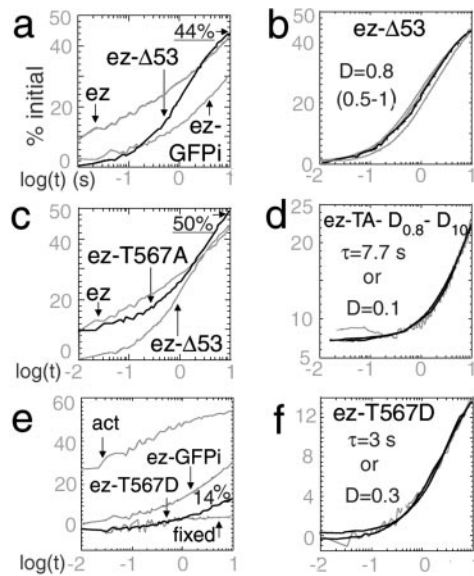 a
50
44%
ez-Δ53
40
% initial
20
ez
ez-
GFPi
0
log(t) (s)
-1
0
1
b
ez-Δ53
50
40
D=0.8
(0.5-1)
20
0
-2
-1
0
1
c
50
50%
40
ez-T567A
ez
20
ez-Δ53
0
log(t)
-1
0
1
d
ez-TA- D0.8- D10
25
22
τ=7.7 s
or
D=0.1
10
8
5
-2
-1
0
1
e
60
act
40
ez-GFPi
20
ez-T567D
14%
0
fixed
log(t)
-1
0
1
f
ez-T567D
12
τ=3 s
or
D=0.3
8
4
0
-2
-1
0
1